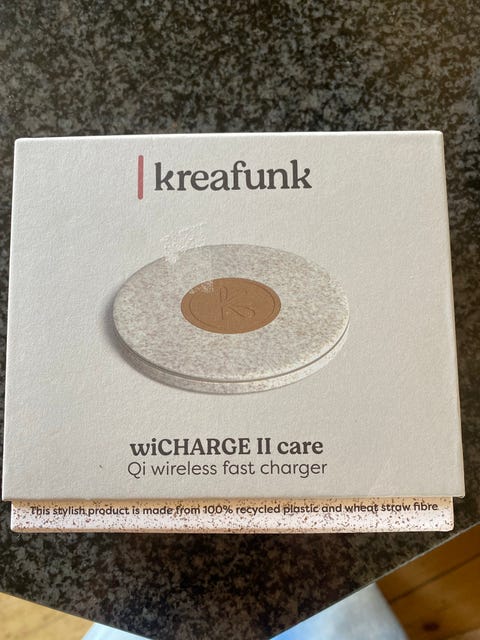 kreafunk
wiCHARGE II care
Qi wireless fast charger
This stylish product is made from 100% recycled plastic and wheat straw fibre